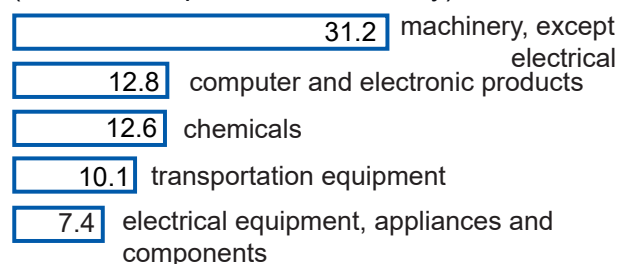 31.2 machinery, except
electrical
12.8 computer and electronic products
12.6 chemicals
10.1 transportation equipment
7.4 electrical equipment, appliances and
components